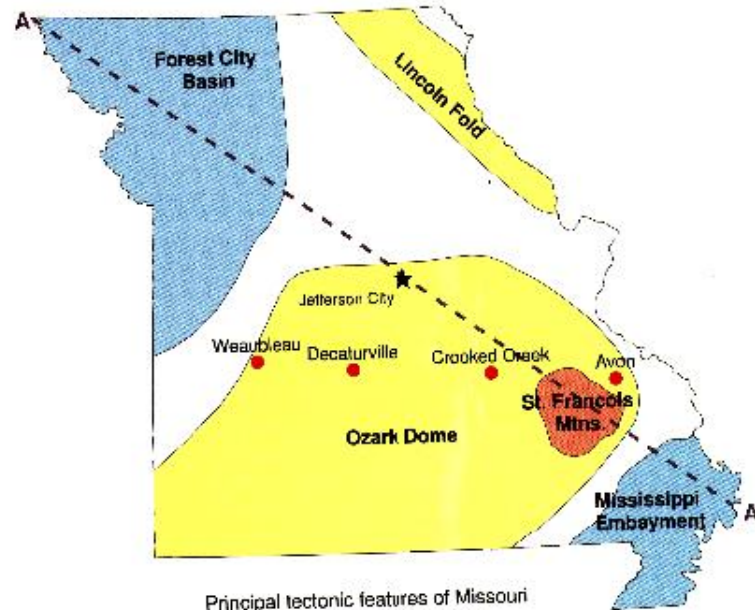 A
Forest City
Basin
Lincoln Fold
Jefferson City
Weaubleau
Decaturville
Crooked Creek
Avon
St. Francois
Mtns.
Ozark Dome
Mississippi
Embayment
A
Principal tectonic features of Missouri